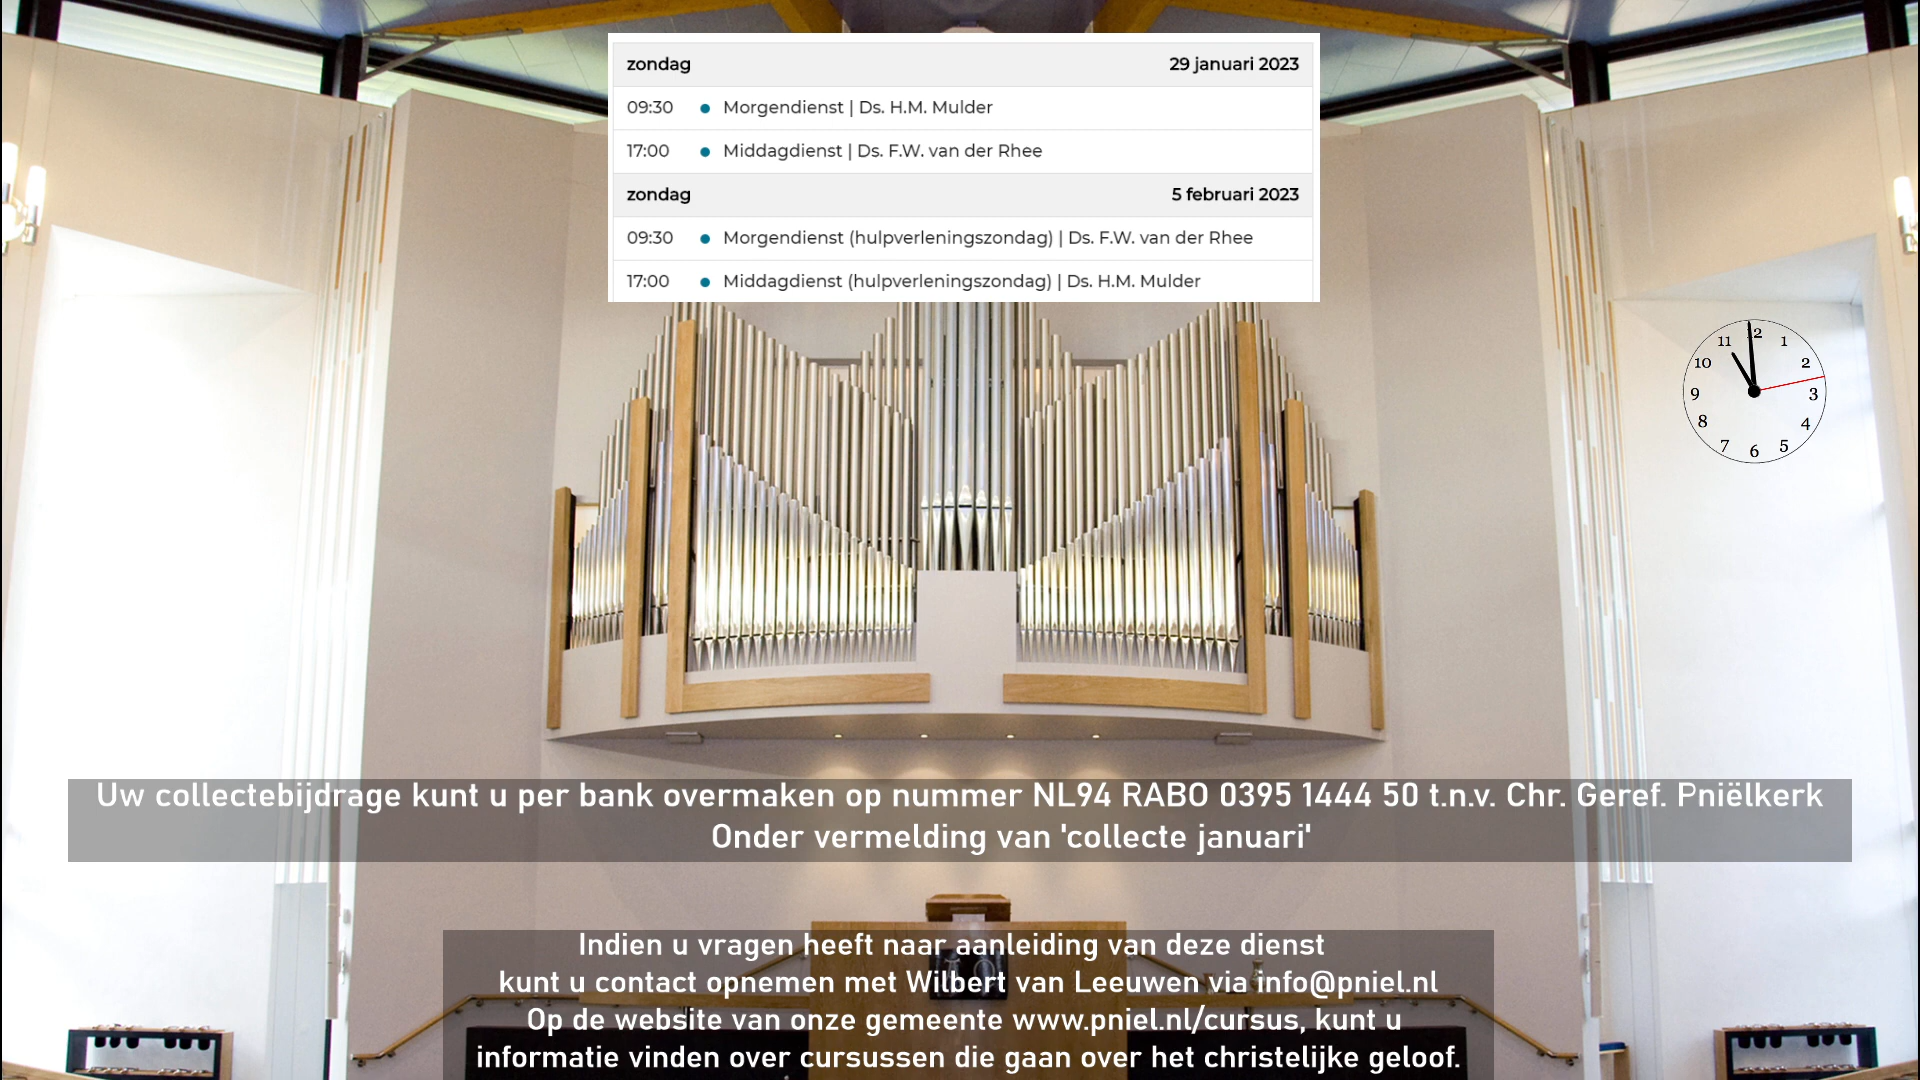 zondag 29 januari 2023
09:30 Morgendienst | Ds. H.M. Mulder
17:00 Middagdienst | Ds. F.W. van der Rhee
zondag 5 februari 2023
09:30 Morgendienst (hulpverleningszondag) | Ds. F.W. van der Rhee
17:00 Middagdienst (hulpverleningszondag) | Ds. H.M. Mulder
12 1 2 3 4 5 6 7 8 9 10 11
Uw collectebijdrage kunt u per bank overmaken op nummer NL94 RABO 0395 1444 50 t.n.v. Chr. Geref. Pniëlkerk
Onder vermelding van 'collecte januari'
Indien u vragen heeft naar aanleiding van deze dienst
kunt u contact opnemen met Wilbert van Leeuwen via info@pniel.nl
Op de website van onze gemeente www.pniel.nl/cursus, kunt u
informatie vinden over cursussen die gaan over het christelijke geloof.